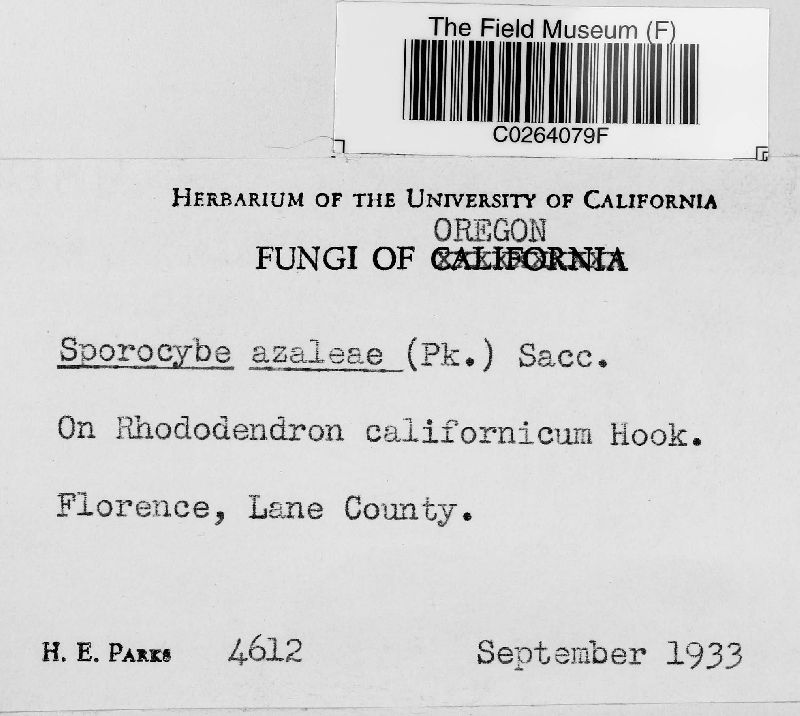 The Field Museum (F)
C0264079F
HERBARIUM OF THE UNIVERSITY OF CALIFORNIA
OREGON
FUNGI OF CALIFORNIA
Sporocybe azaleae (Pk.) Sacc.
On Rhododendron californicum Hook.
Florence, Lane County.
H. E. PARKS 4612 September 1933